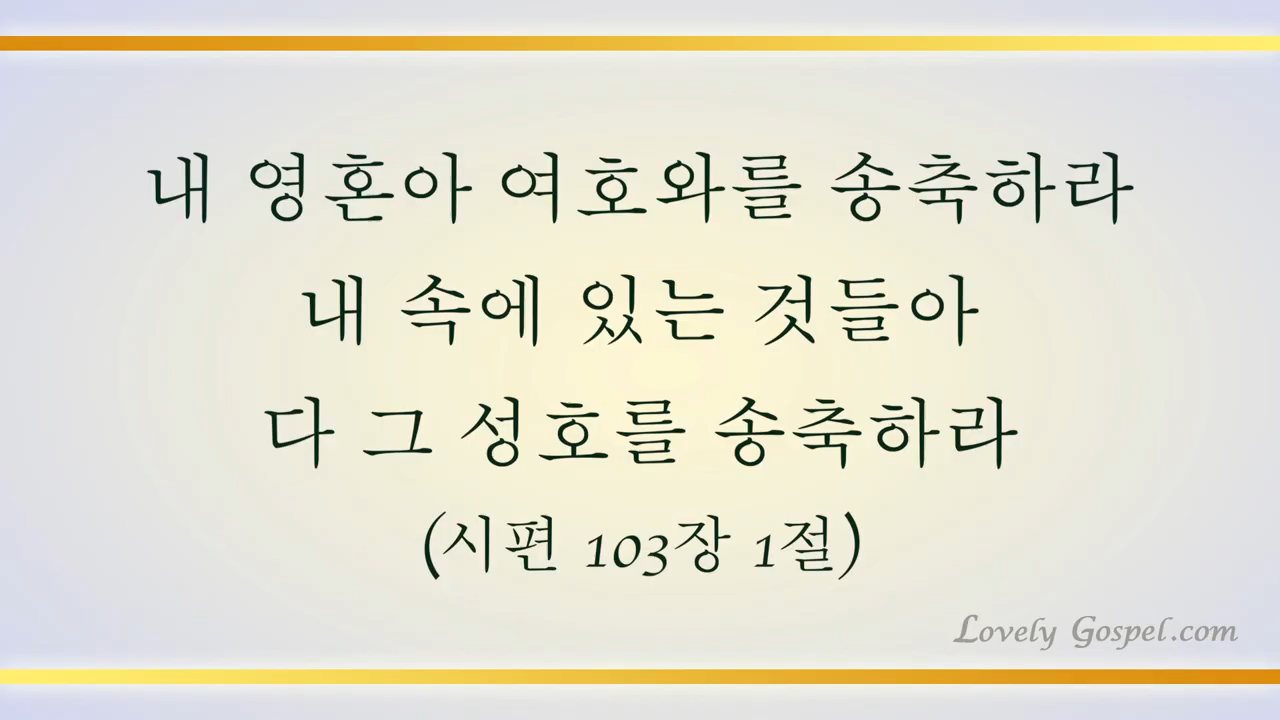 내 영혼아 여호와를 송축하라
내 속에 있는 것들아
다 그 성호를 송축하라
(시편 103장 1절)
Lovely Gospel.com